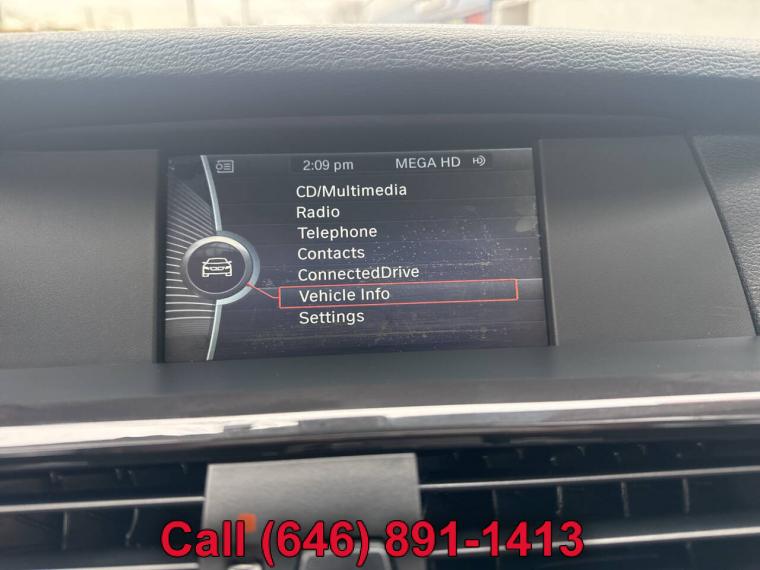 2:09 pm MEGA HD
CD/Multimedia
Radio
Telephone
Contacts
ConnectedDrive
Vehicle Info
Settings
Call (646) 891-1413